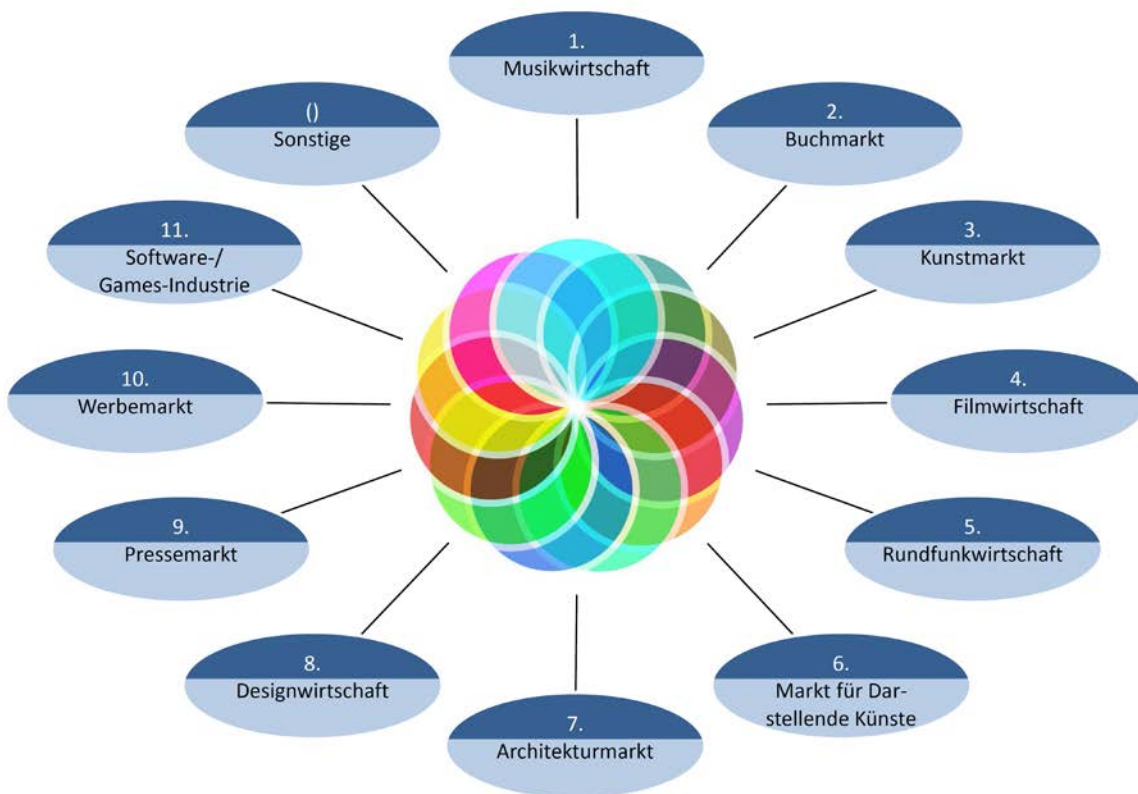 1.
Musikwirtschaft
2.
Buchmarkt
3.
Kunstmarkt
4.
Filmwirtschaft
5.
Rundfunkwirtschaft
6.
Markt für Dar-
stellende Künste
7.
Architekturmarkt
8.
Designwirtschaft
9.
Pressemarkt
10.
Werbemarkt
11.
Software-/
Games-Industrie
()
Sonstige